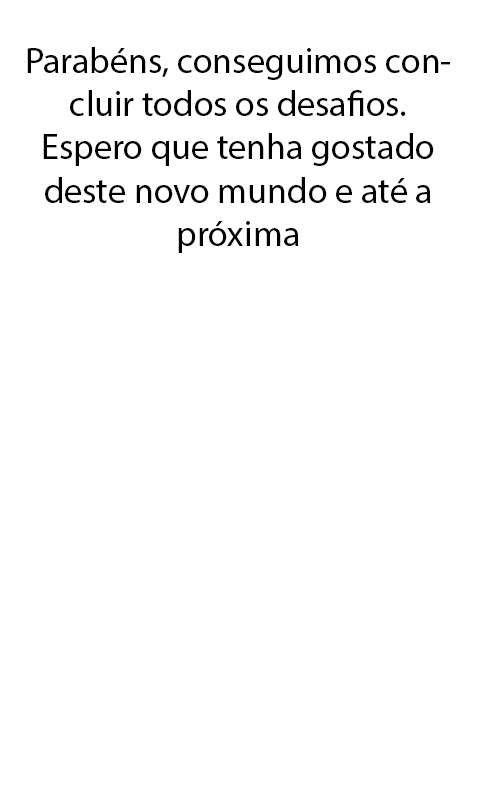 Parabéns, conseguimos con-
cluir todos os desafios.
Espero que tenha gostado
deste novo mundo e até a
próxima